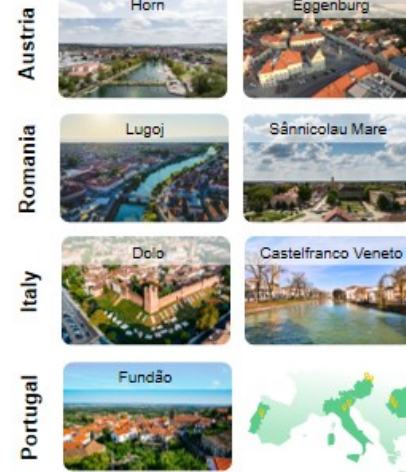 Austria
Horn
Eggenburg
Romania
Lugoj
Sânnicolau Mare
Italy
Dolo
Castelfranco Veneto
Portugal
Fundão